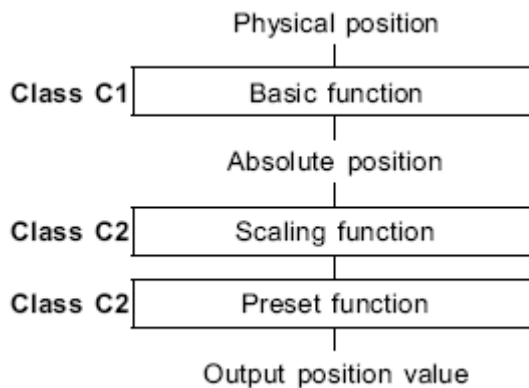 Physical position
Class C1 Basic function
Absolute position
Class C2 Scaling function
Class C2 Preset function
Output position value